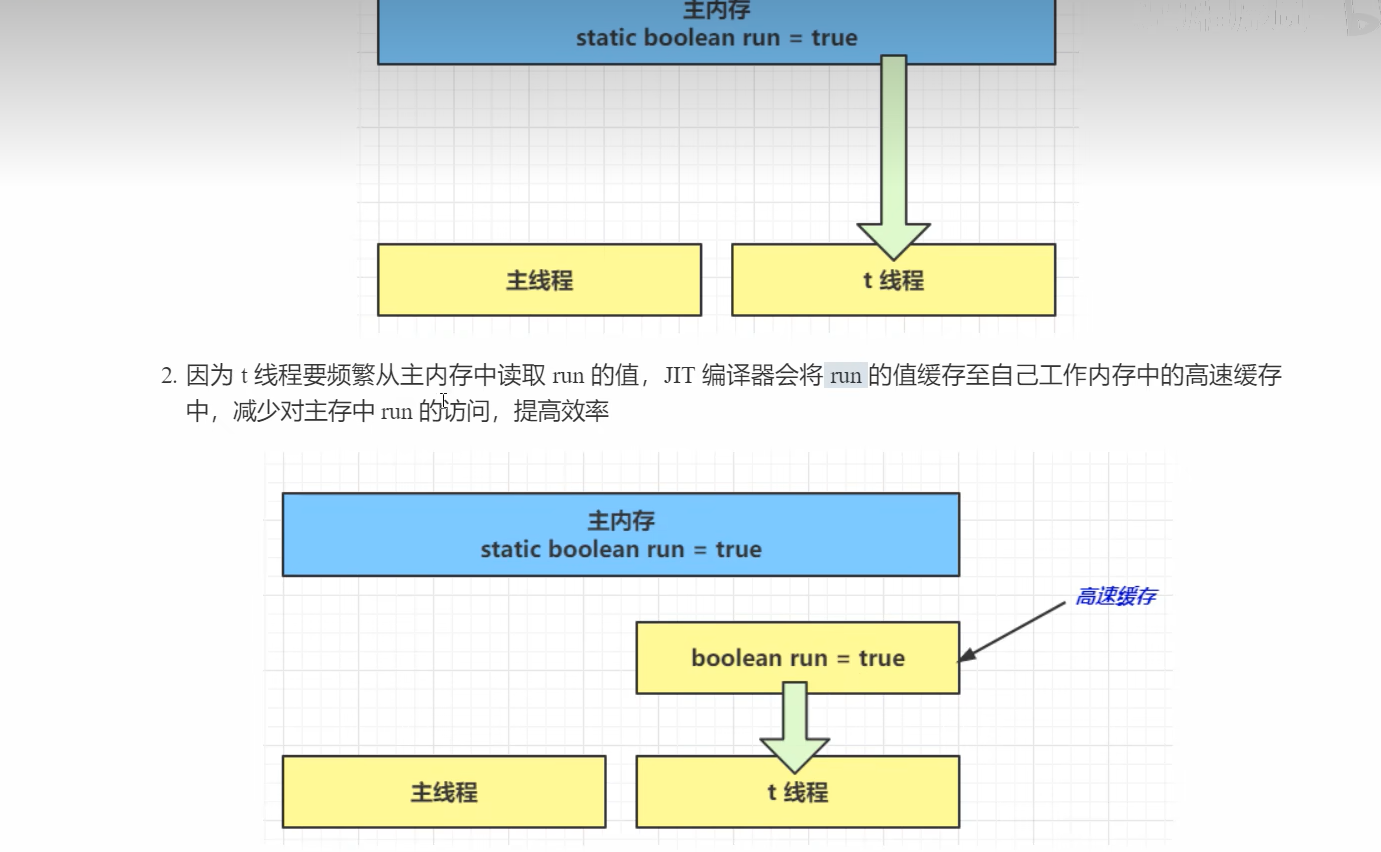 主内存
static boolean run = true
主线程
t 线程
2. 因为 t 线程要频繁从主内存中读取 run 的值，JIT 编译器会将 run 的值缓存至自己工作内存中的高速缓存
中，减少对主存中 run 的访问，提高效率
主内存
static boolean run = true
高速缓存
boolean run = true
主线程
t 线程